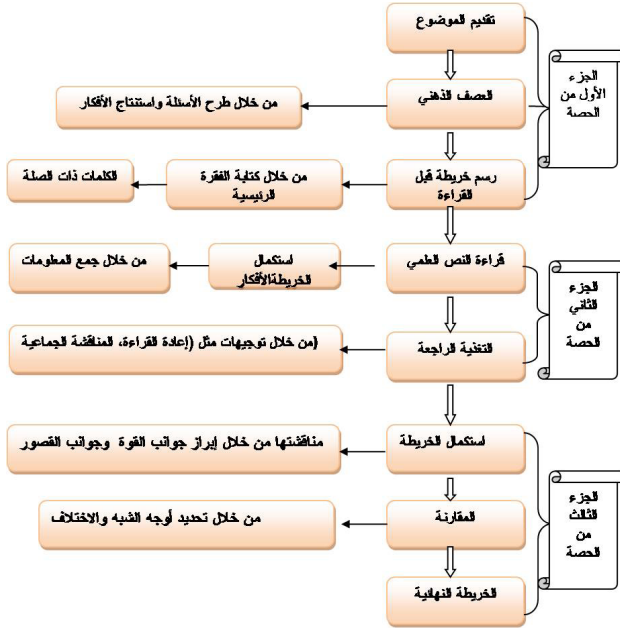 تقديم الموضوع
الجزء
الأول من
الحصة
العصف الذهني
من خلال طرح الأسئلة واستنتاج الأفكار
رسم خريطة قبل
القراءة
من خلال كتابة الفقرة
الرئيسية
الكلمات ذات الصلة
الجزء
الثاني
من
الحصة
قراءة النص العلمي
استكمال
الخريطةالأفكار
من خلال جمع المعلومات
التغذية الراجعة
{من خلال توجيهات مثل (إعادة القراءة، المناقشة الجماعية
الجزء
الثالث
من
الحصة
استكمال الخريطة
مناقشتها من خلال إبراز جوانب القوة وجوانب القصور
المقارنة
من خلال تحديد أوجه الشبه والاختلاف
الخريطة النهائية